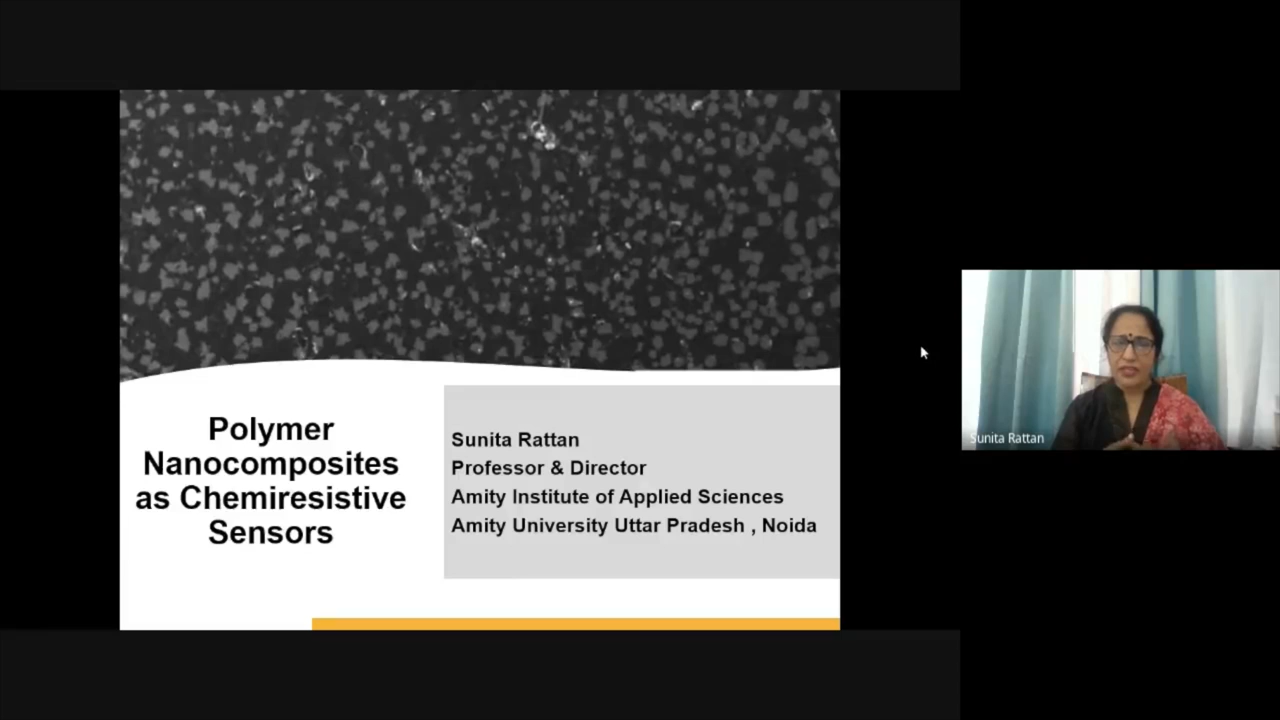 Polymer
Nanocomposites
as Chemiresistive
Sensors
Sunita Rattan
Professor & Director
Amity Institute of Applied Sciences
Amity University Uttar Pradesh , Noida
Sunita Rattan